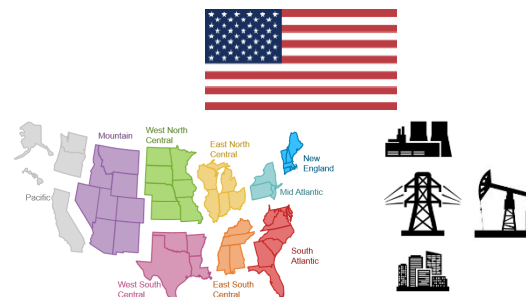 West North
Central
Mountain
East North
Central
New
England
Pacific
Mid Atlantic
South
Atlantic
West South
Central
East South
Central